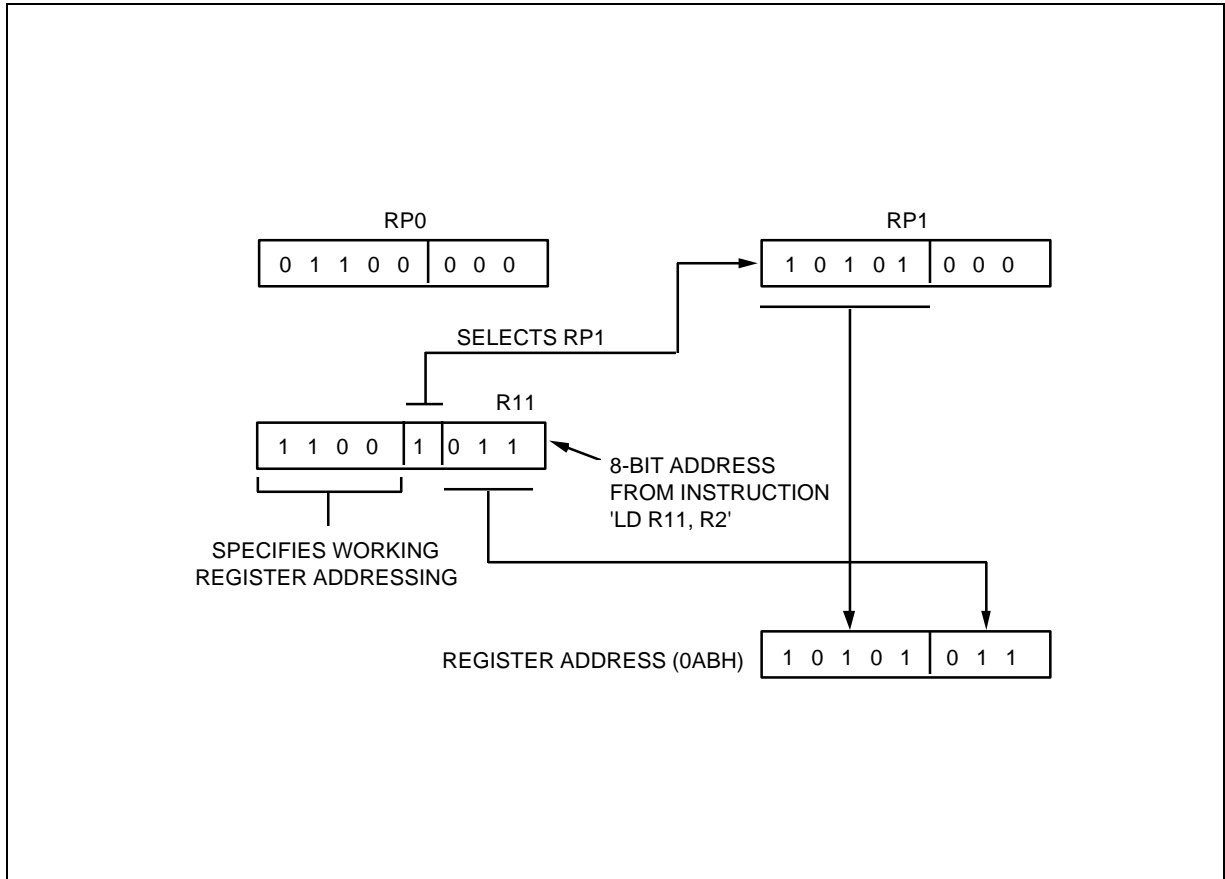 RP0
RP1
0 1 1 0 0 0 0 0
1 0 1 0 1 0 0 0
SELECTS RP1
R11
1 1 0 0 1 0 1 1
8-BIT ADDRESS
FROM INSTRUCTION
'LD R11, R2'
SPECIFIES WORKING
REGISTER ADDRESSING
REGISTER ADDRESS (0ABH)
1 0 1 0 1 0 1 1